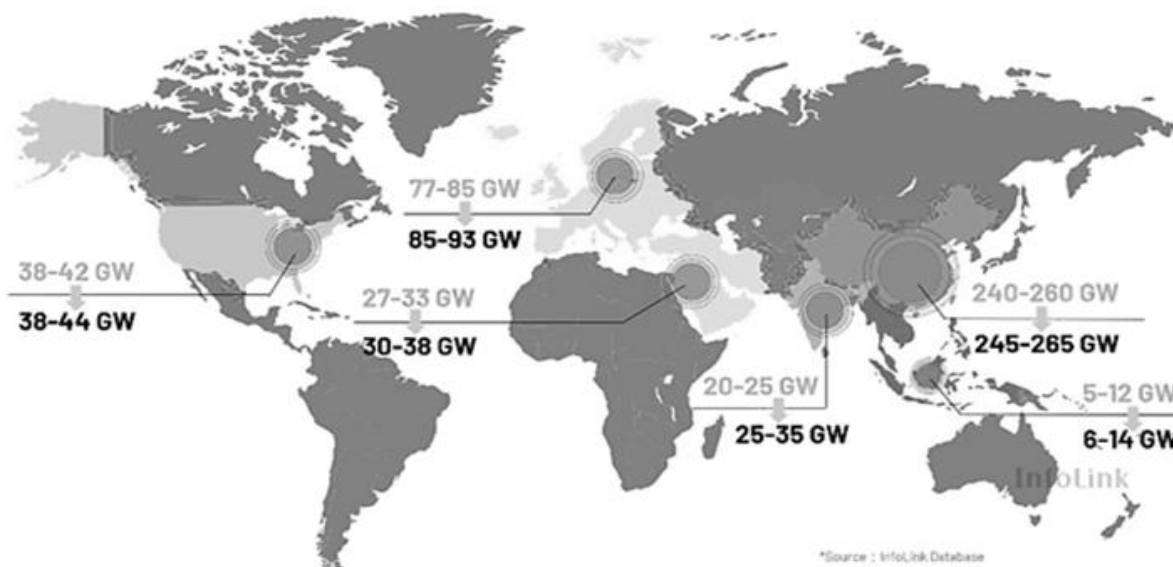 77-85 GW
85-93 GW
38-42 GW
38-44 GW
27-33 GW
30-38 GW
240-260 GW
245-265 GW
20-25 GW
25-35 GW
5-12 GW
6-14 GW
InfoLink
*Source : InfoLink Database